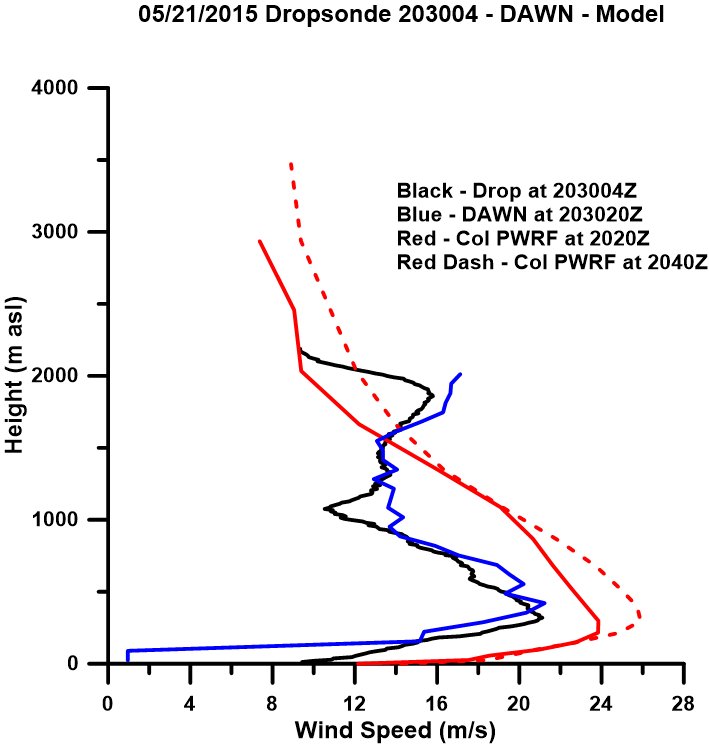 05/21/2015 Dropsonde 203004 - DAWN - Model
4000
Black - Drop at 203004Z
Blue - DAWN at 203020Z
3000
Red - Col PWRF at 2020Z
Red Dash - Col PWRF at 2040Z
Height (m asl)
2000
1000
0
0 4 8 12 16 20 24 28
Wind Speed (m/s)